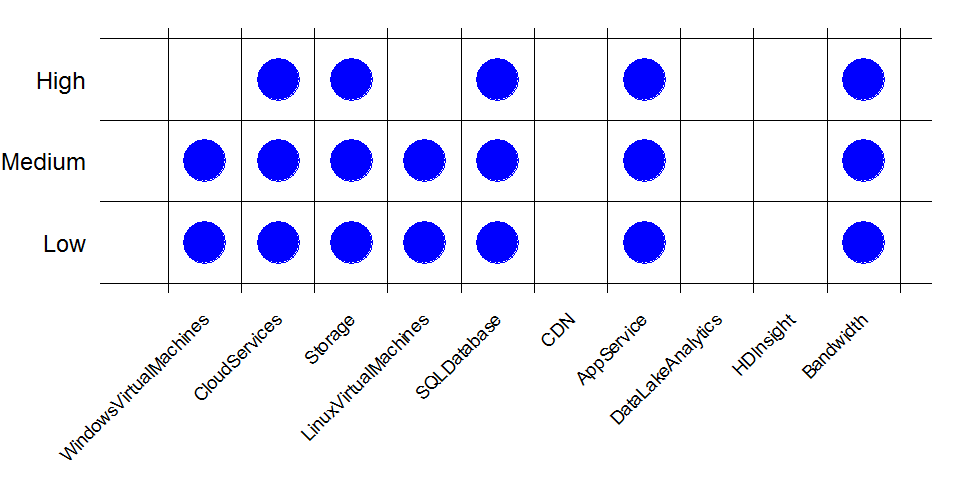 High
Medium
Low
WindowsVirtualMachines
CloudServices
Storage
LinuxVirtualMachines
SQLDatabase
CDN
AppService
DataLakeAnalytics
HDInsight
Bandwidth